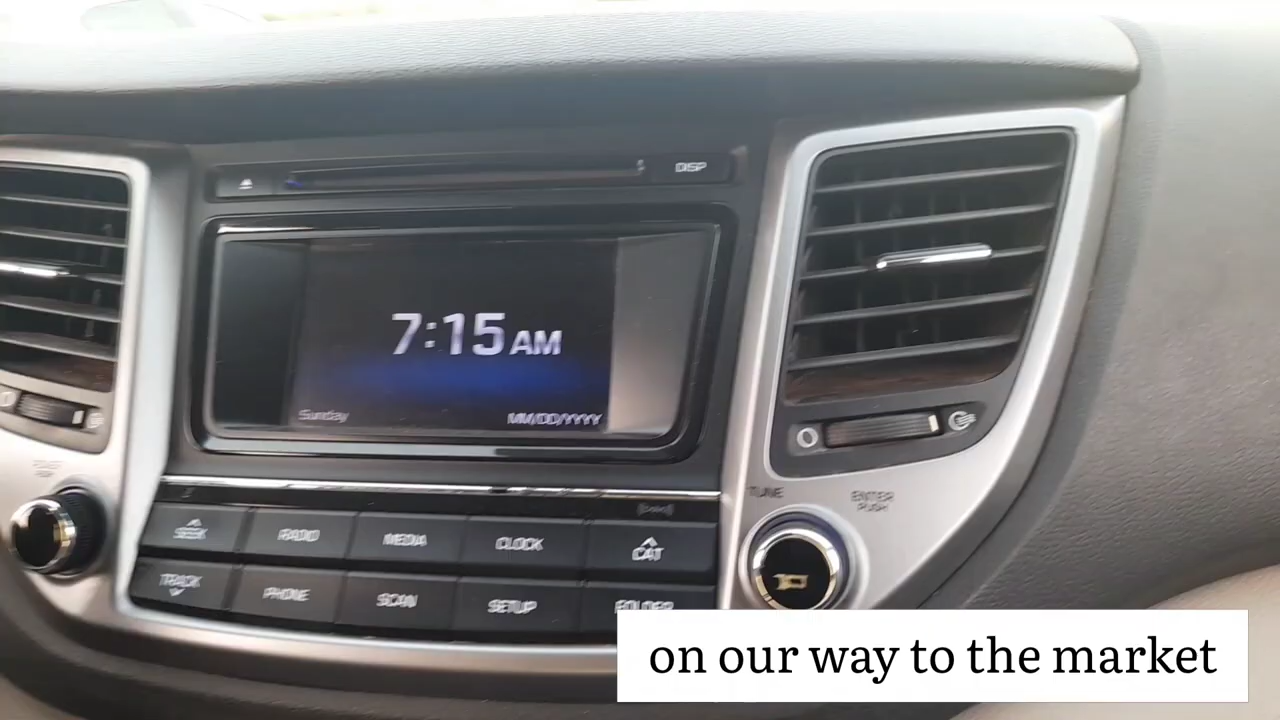 DISP
7:15 AM
Sunday
MM/DD/YYYY
TUNE
ENTER
PUSH
SEEK
RADIO
MEDIA
CLOCK
CAT
TRACK
PHONE
SCAN
SETUP
FOLDER
on our way to the market